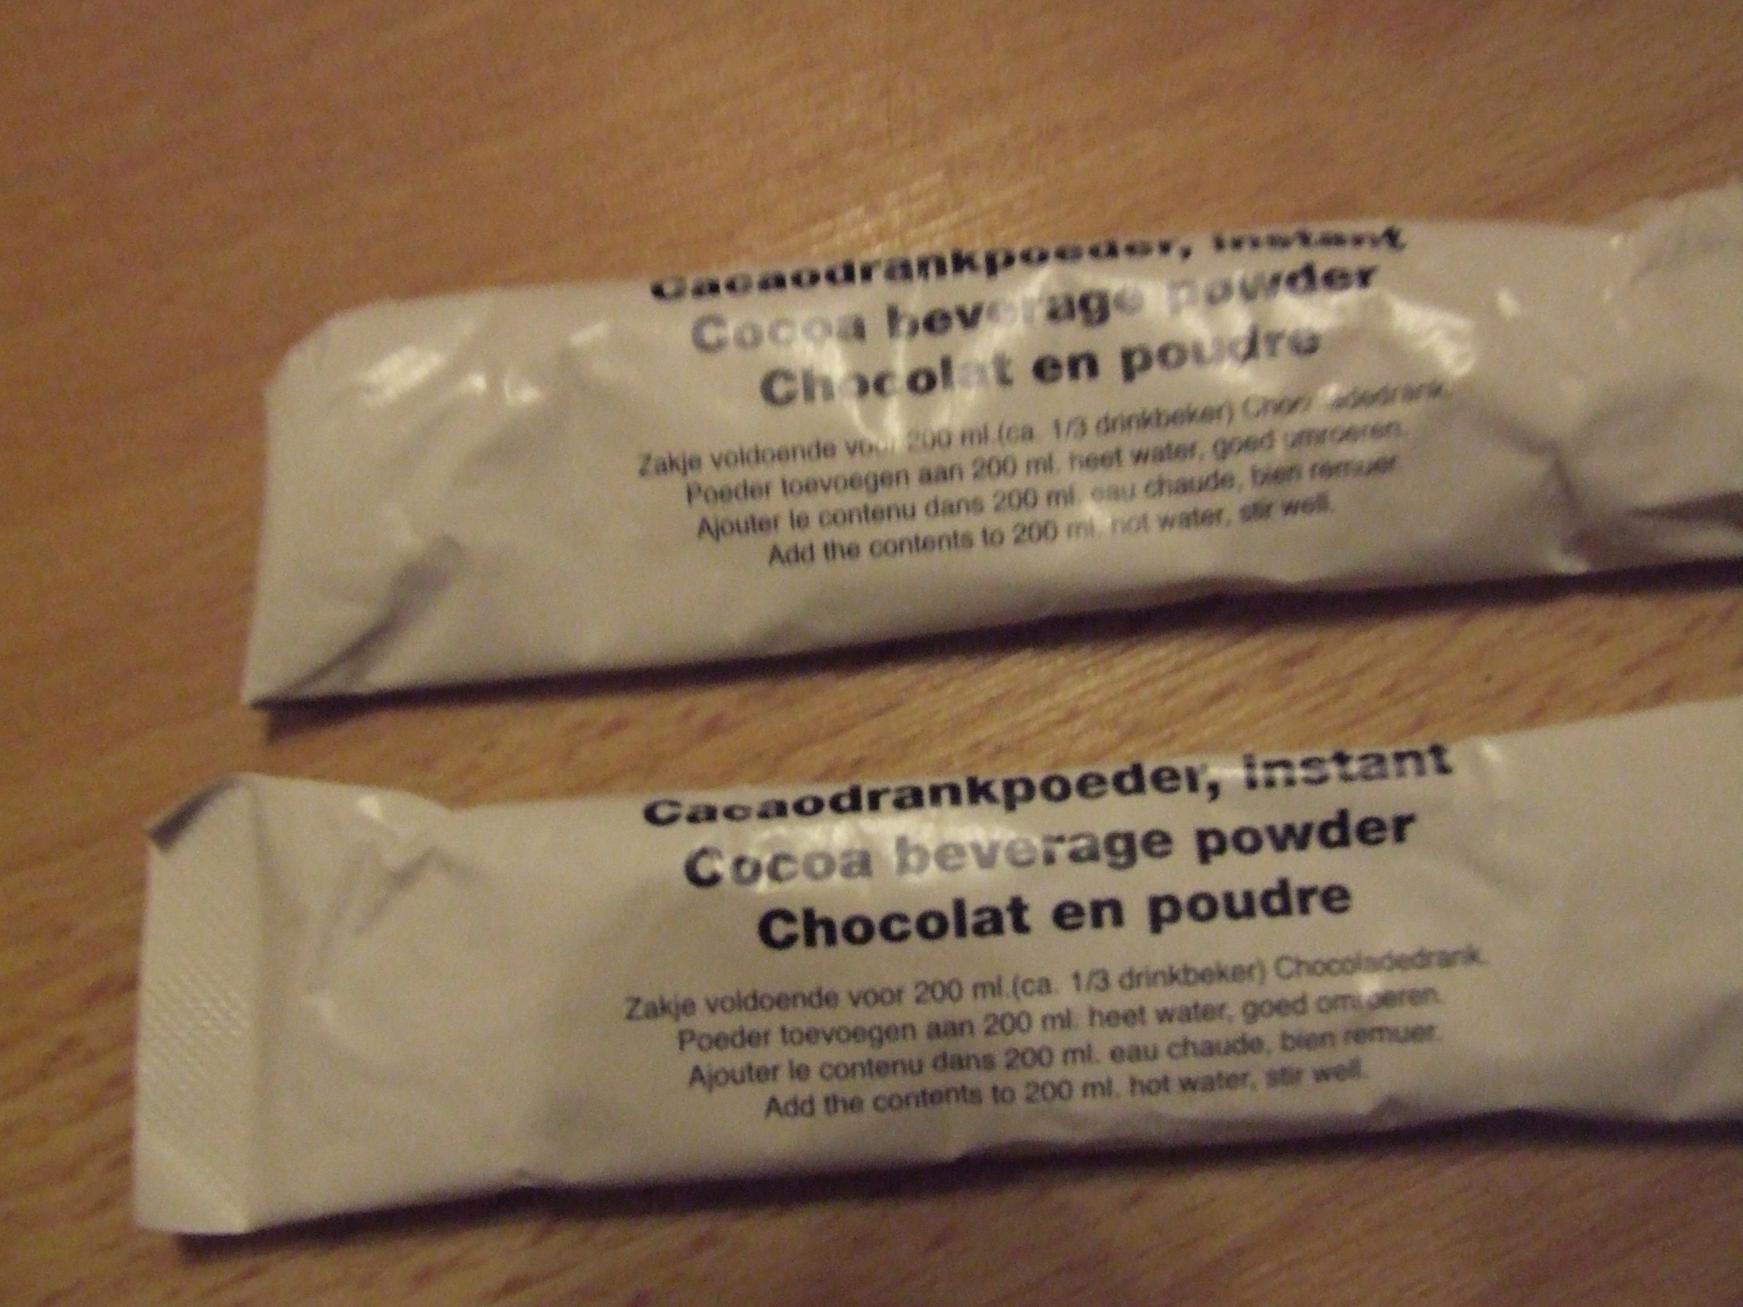 Cacaodrankpoeder, instant
Cocoa beverage powder
Chocolat en poudre
Zakje voldoende voor 200 ml.(ca. 1/3 drinkbeker) Chocoladedrank.
Poeder toevoegen aan 200 ml. heet water, goed omroeren.
Ajouter le contenu dans 200 ml. eau chaude, bien remuer.
Add the contents to 200 ml. hot water, stir well.
Cacaodrankpoeder, instant
Cocoa beverage powder
Chocolat en poudre
Zakje voldoende voor 200 ml.(ca. 1/3 drinkbeker) Chocoladedrank.
Poeder toevoegen aan 200 ml. heet water, goed omroeren.
Ajouter le contenu dans 200 ml. eau chaude, bien remuer.
Add the contents to 200 ml. hot water, stir well.